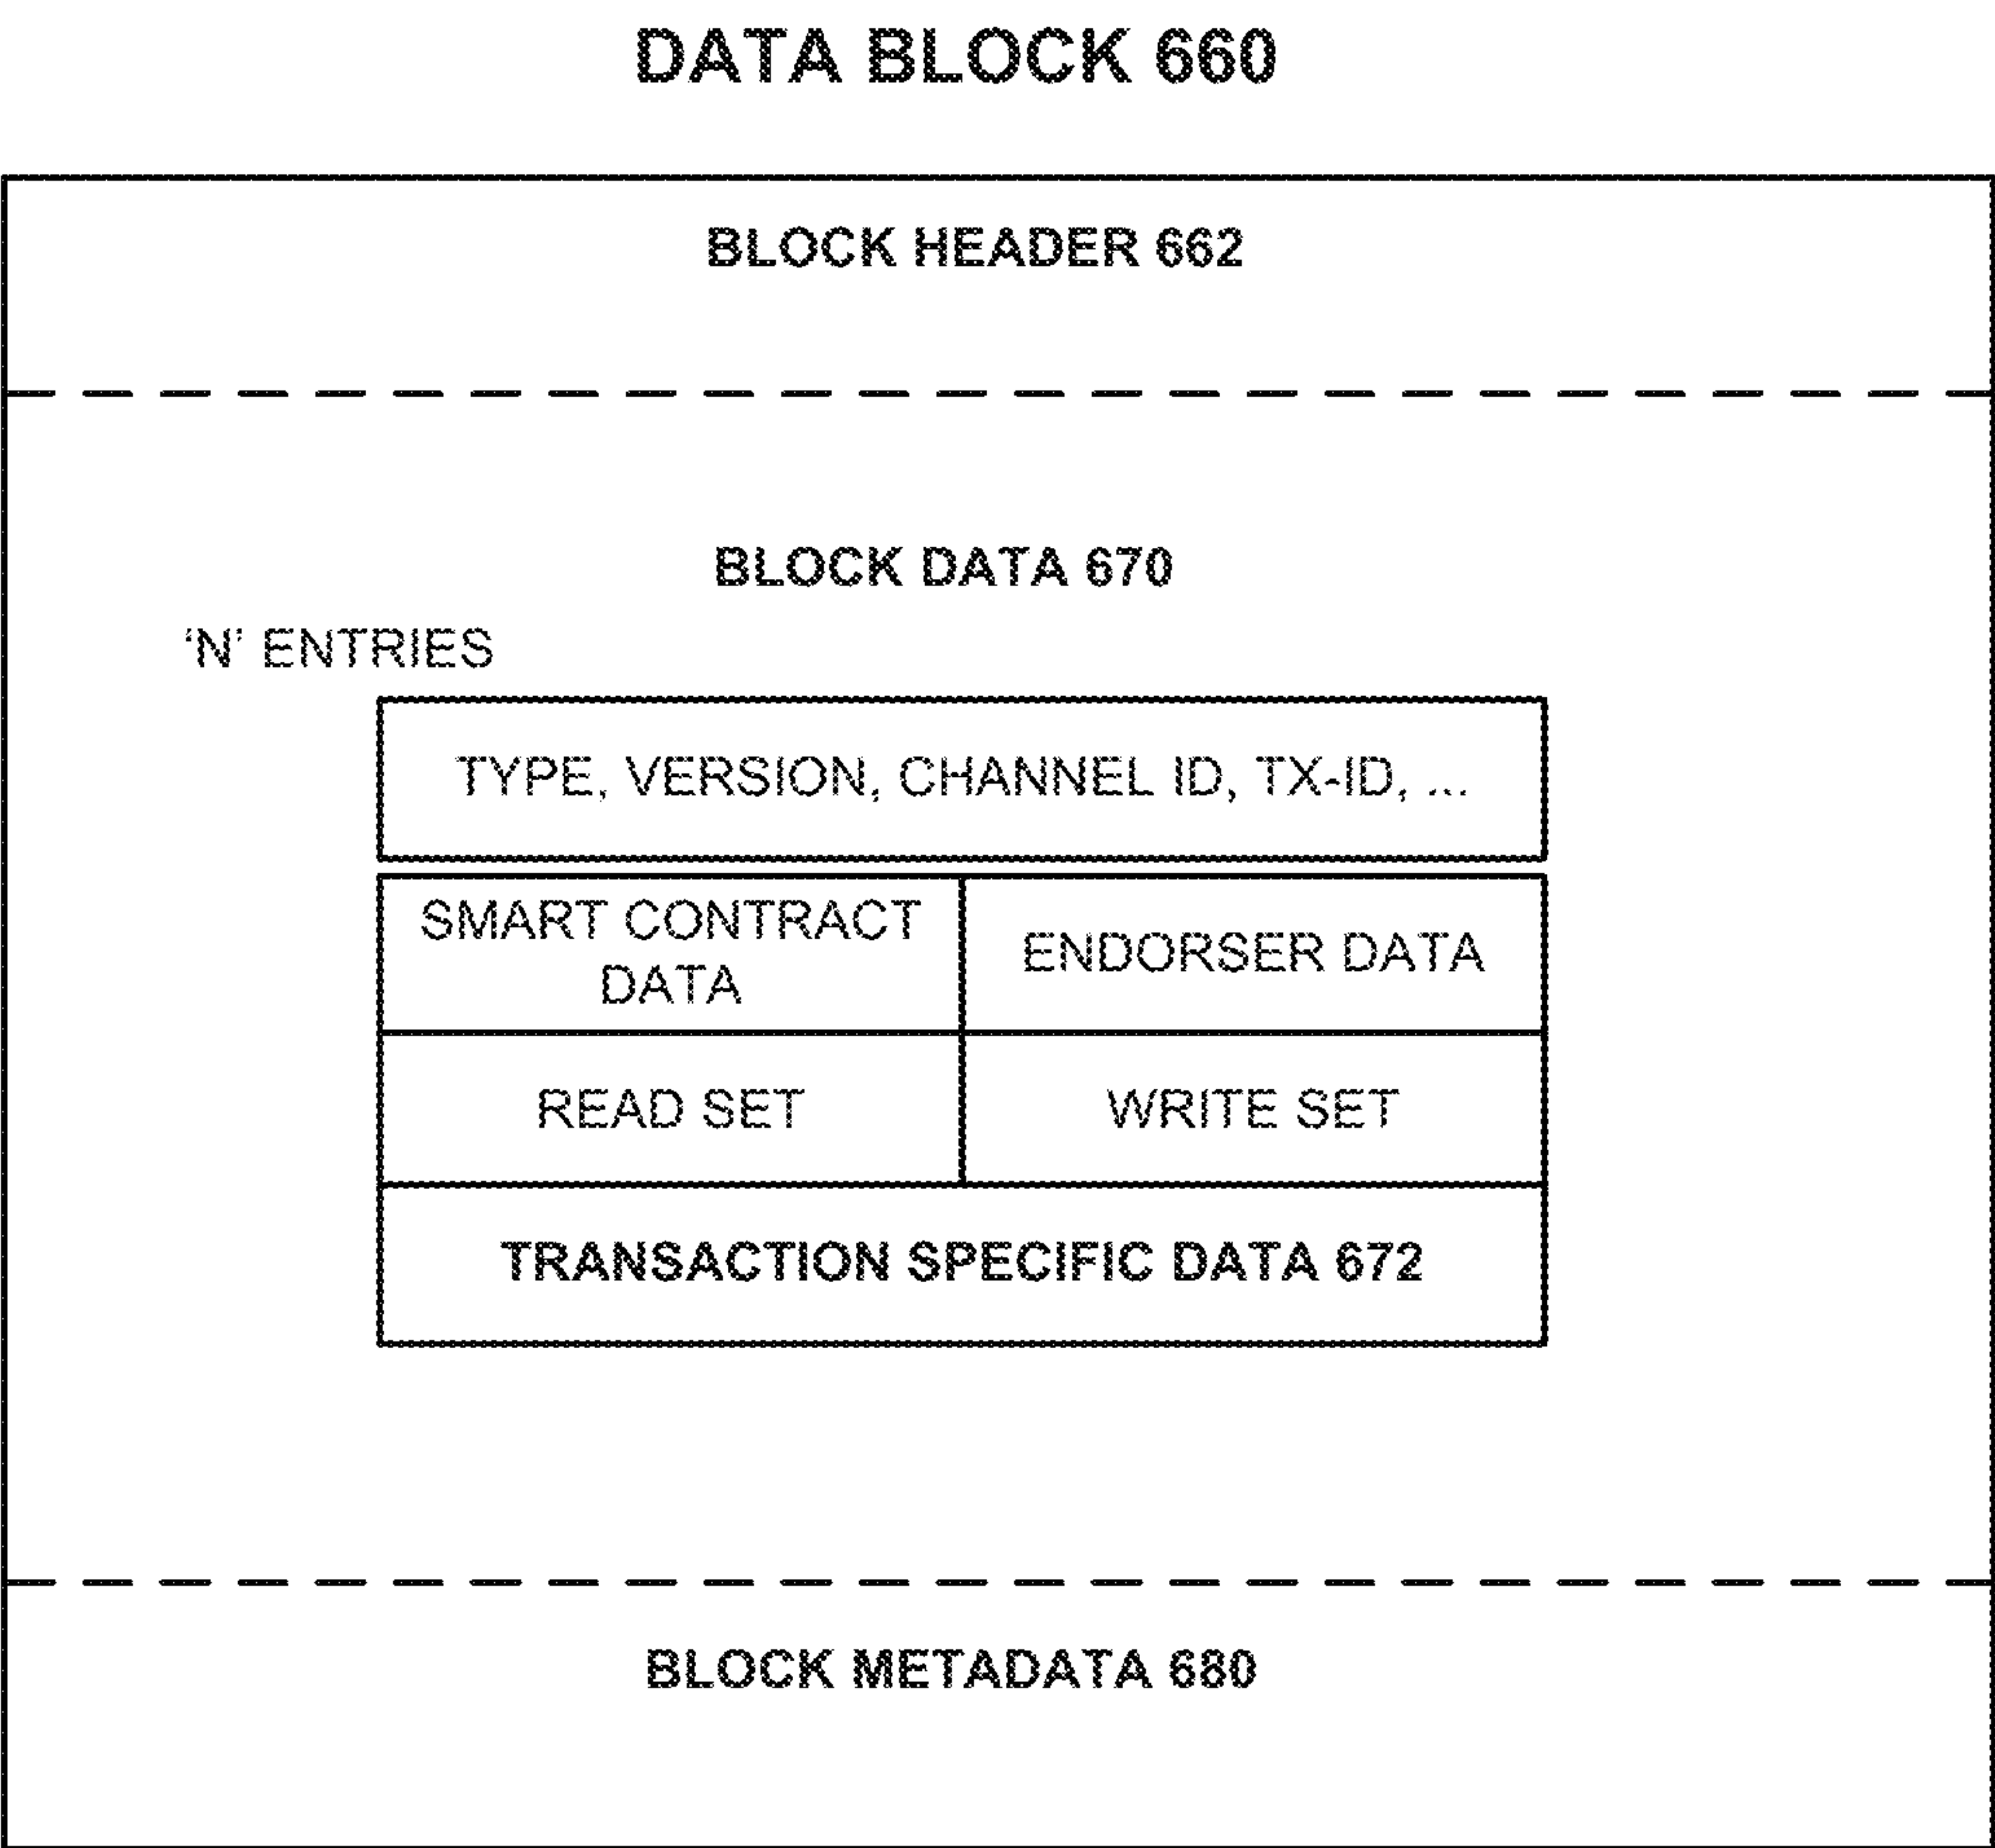 DATA BLOCK 660
BLOCK HEADER 662
BLOCK DATA 670
'N' ENTRIES
TYPE, VERSION, CHANNEL ID, TX-ID, ...
SMART CONTRACT
DATA
ENDORSER DATA
READ SET
WRITE SET
TRANSACTION SPECIFIC DATA 672
BLOCK METADATA 680